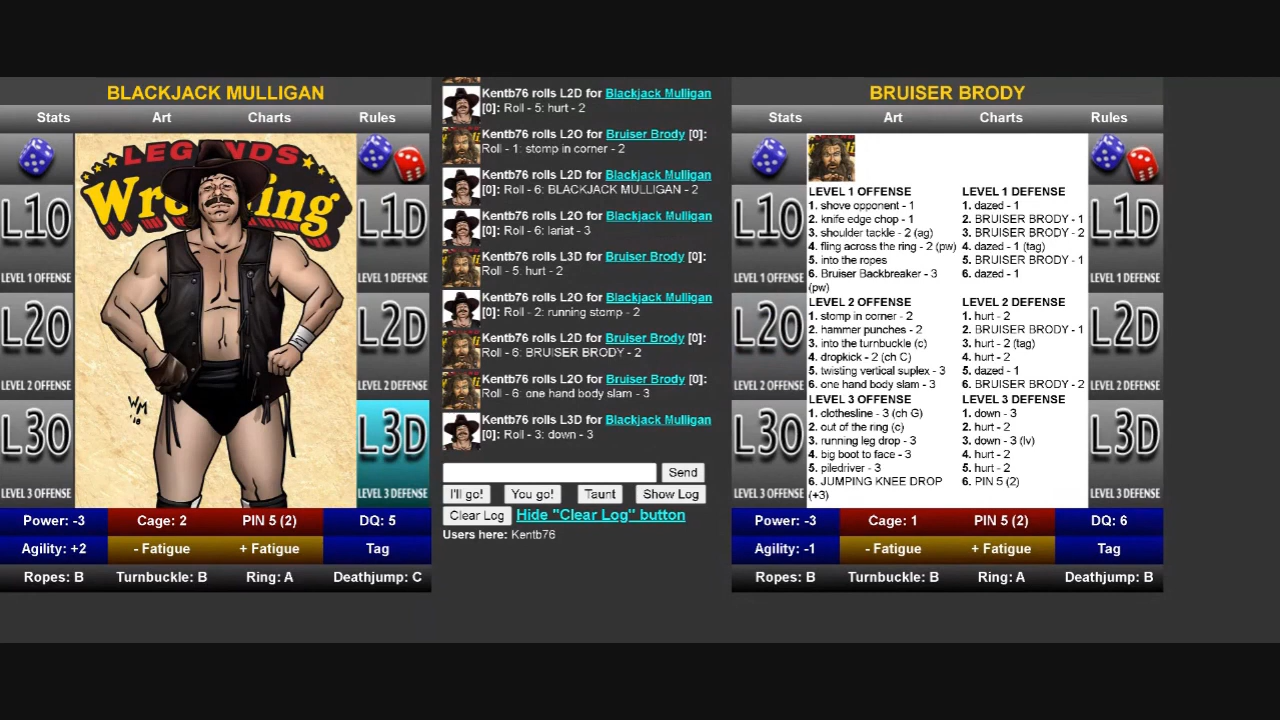 BLACKJACK MULLIGAN
Stats Art Charts Rules
LEGENDS
Wrestling
L1O
LEVEL 1 OFFENSE
L2O
LEVEL 2 OFFENSE
L3O
LEVEL 3 OFFENSE
L1D
LEVEL 1 DEFENSE
L2D
LEVEL 2 DEFENSE
L3D
LEVEL 3 DEFENSE
WM
'18
Power: -3 Cage: 2 PIN 5 (2) DQ: 5
Agility: +2 - Fatigue + Fatigue Tag
Ropes: B Turnbuckle: B Ring: A Deathjump: C
Kentb76 rolls L2D for Blackjack Mulligan
[0]: Roll - 5: hurt - 2
Kentb76 rolls L2O for Bruiser Brody [0]:
Roll - 1: stomp in corner - 2
Kentb76 rolls L2D for Blackjack Mulligan
[0]: Roll - 6: BLACKJACK MULLIGAN - 2
Kentb76 rolls L2O for Blackjack Mulligan
[0]: Roll - 6: lariat - 3
Kentb76 rolls L3D for Bruiser Brody [0]:
Roll - 5: hurt - 2
Kentb76 rolls L2O for Blackjack Mulligan
[0]: Roll - 2: running stomp - 2
Kentb76 rolls L2D for Bruiser Brody [0]:
Roll - 6: BRUISER BRODY - 2
Kentb76 rolls L2O for Bruiser Brody [0]:
Roll - 6: one hand body slam - 3
Kentb76 rolls L3D for Blackjack Mulligan
[0]: Roll - 3: down - 3
Send
I'll go! You go! Taunt Show Log
Clear Log Hide "Clear Log" button
Users here: Kentb76
BRUISER BRODY
Stats Art Charts Rules
L1O
LEVEL 1 OFFENSE
L2O
LEVEL 2 OFFENSE
L3O
LEVEL 3 OFFENSE
LEVEL 1 OFFENSE
1. shove opponent - 1
2. knife edge chop - 1
3. shoulder tackle - 2 (ag)
4. fling across the ring - 2 (pw)
5. into the ropes
6. Bruiser Backbreaker - 3
(pw)
LEVEL 1 DEFENSE
1. dazed - 1
2. BRUISER BRODY - 1
3. BRUISER BRODY - 2
4. dazed - 1 (tag)
5. BRUISER BRODY - 1
6. dazed - 1
LEVEL 2 OFFENSE
1. stomp in corner - 2
2. hammer punches - 2
3. into the turnbuckle (c)
4. dropkick - 2 (ch C)
5. twisting vertical suplex - 3
6. one hand body slam - 3
LEVEL 2 DEFENSE
1. hurt - 2
2. BRUISER BRODY - 1
3. hurt - 2 (tag)
4. hurt - 2
5. dazed - 1
6. BRUISER BRODY - 2
LEVEL 3 OFFENSE
1. clothesline - 3 (ch G)
2. out of the ring (c)
3. running leg drop - 3
4. big boot to face - 3
5. piledriver - 3
6. JUMPING KNEE DROP
(+3)
LEVEL 3 DEFENSE
1. down - 3
2. hurt - 2
3. down - 3 (lv)
4. hurt - 2
5. hurt - 2
6. PIN 5 (2)
L1D
LEVEL 1 DEFENSE
L2D
LEVEL 2 DEFENSE
L3D
LEVEL 3 DEFENSE
Power: -3 Cage: 1 PIN 5 (2) DQ: 6
Agility: -1 - Fatigue + Fatigue Tag
Ropes: B Turnbuckle: B Ring: A Deathjump: B